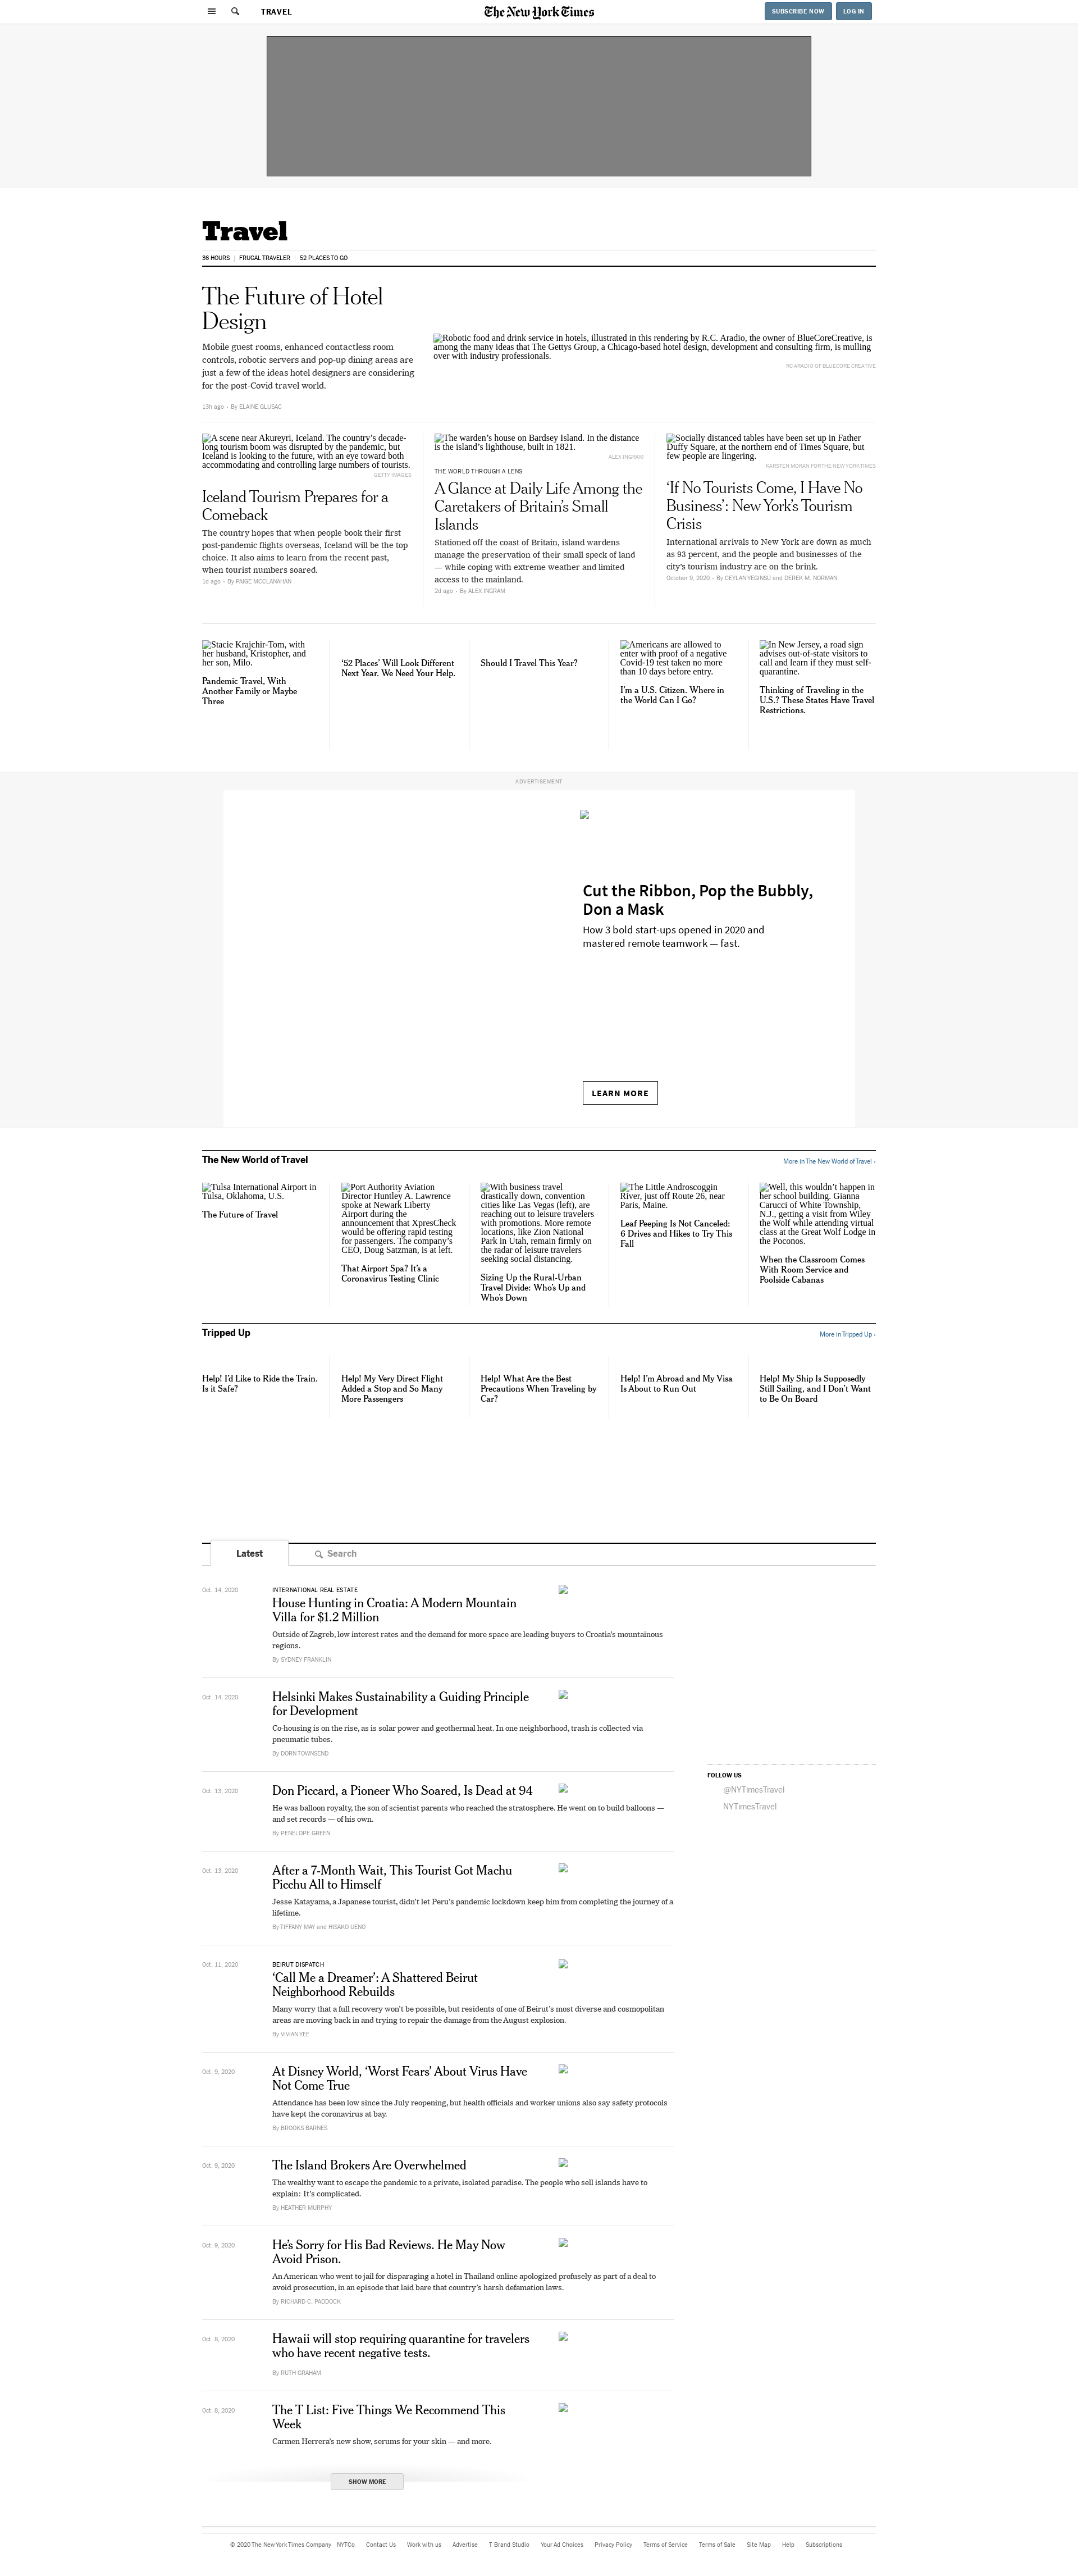 TRAVEL
The New York Times
SUBSCRIBE NOW
LOG IN
Travel
36 HOURS
FRUGAL TRAVELER
52 PLACES TO GO
The Future of Hotel
Design
Mobile guest rooms, enhanced contactless room
controls, robotic servers and pop-up dining areas are
just a few of the ideas hotel designers are considering
for the post-Covid travel world.
13h ago • By ELAINE GLUSAC
Robotic food and drink service in hotels, illustrated in this rendering by R.C. Aradio, the owner of BlueCoreCreative, is
among the many ideas that The Gettys Group, a Chicago-based hotel design, development and consulting firm, is mulling
over with industry professionals.
RC ARADIO OF BLUECORE CREATIVE
A scene near Akureyri, Iceland. The country’s decade-
long tourism boom was disrupted by the pandemic, but
Iceland is looking to the future, with an eye toward both
accommodating and controlling large numbers of tourists.
GETTY IMAGES
Iceland Tourism Prepares for a
Comeback
The country hopes that when people book their first
post-pandemic flights overseas, Iceland will be the top
choice. It also aims to learn from the recent past,
when tourist numbers soared.
1d ago • By PAIGE MCCLANAHAN
The warden’s house on Bardsey Island. In the distance
is the island’s lighthouse, built in 1821.
ALEX INGRAM
THE WORLD THROUGH A LENS
A Glance at Daily Life Among the
Caretakers of Britain’s Small
Islands
Stationed off the coast of Britain, island wardens
manage the preservation of their small speck of land
— while coping with extreme weather and limited
access to the mainland.
2d ago • By ALEX INGRAM
Socially distanced tables have been set up in Father
Duffy Square, at the northern end of Times Square, but
few people are lingering.
KARSTEN MORAN FOR THE NEW YORK TIMES
‘If No Tourists Come, I Have No
Business’: New York’s Tourism
Crisis
International arrivals to New York are down as much
as 93 percent, and the people and businesses of the
city’s tourism industry are on the brink.
October 9, 2020 • By CEYLAN YEGINSU and DEREK M. NORMAN
Stacie Krajchir-Tom, with
her husband, Kristopher, and
her son, Milo.
Pandemic Travel, With
Another Family or Maybe
Three
‘52 Places’ Will Look Different
Next Year. We Need Your Help.
Should I Travel This Year?
Americans are allowed to
enter with proof of a negative
Covid-19 test taken no more
than 10 days before entry.
I’m a U.S. Citizen. Where in
the World Can I Go?
In New Jersey, a road sign
advises out-of-state visitors to
call and learn if they must self-
quarantine.
Thinking of Traveling in the
U.S.? These States Have Travel
Restrictions.
ADVERTISEMENT
Cut the Ribbon, Pop the Bubbly,
Don a Mask
How 3 bold start-ups opened in 2020 and
mastered remote teamwork — fast.
LEARN MORE
The New World of Travel
More in The New World of Travel ›
Tulsa International Airport in
Tulsa, Oklahoma, U.S.
The Future of Travel
Port Authority Aviation
Director Huntley A. Lawrence
spoke at Newark Liberty
Airport during the
announcement that XpresCheck
would be offering rapid testing
for passengers. The company’s
CEO, Doug Satzman, is at left.
That Airport Spa? It’s a
Coronavirus Testing Clinic
With business travel
drastically down, convention
cities like Las Vegas (left), are
reaching out to leisure travelers
with promotions. More remote
locales, like Zion National
Park in Utah, remain firmly on
the radar of leisure travelers
seeking social distancing.
Sizing Up the Rural-Urban
Travel Divide: Who’s Up and
Who’s Down
The Little Androscoggin
River, just off Route 26, near
Paris, Maine.
Leaf Peeping Is Not Canceled:
6 Drives and Hikes to Try This
Fall
Well, this wouldn’t happen in
her school building. Gianna
Carucci of White Township,
N.J., getting a visit from Wiley
the Wolf while attending virtual
class at the Great Wolf Lodge in
the Poconos.
When the Classroom Comes
With Room Service and
Poolside Cabanas
Tripped Up
More in Tripped Up ›
Help! I’d Like to Ride the Train.
Is it Safe?
Help! My Very Direct Flight
Added a Stop and So Many
More Passengers
Help! What Are the Best
Precautions When Traveling by
Car?
Help! I’m Abroad and My Visa
Is About to Run Out
Help! My Ship Is Supposedly
Still Sailing, and I Don’t Want
to Be On Board
Latest
Search
Oct. 14, 2020
INTERNATIONAL REAL ESTATE
House Hunting in Croatia: A Modern Mountain
Villa for $1.2 Million
Outside of Zagreb, low interest rates and the demand for more space are leading buyers to Croatia's mountainous
regions.
By SYDNEY FRANKLIN
Oct. 14, 2020
Helsinki Makes Sustainability a Guiding Principle
for Development
Co-housing is on the rise, as is solar power and geothermal heat. In one neighborhood, trash is collected via
pneumatic tubes.
By DORN TOWNSEND
Oct. 13, 2020
Don Piccard, a Pioneer Who Soared, Is Dead at 94
He was balloon royalty, the son of scientist parents who reached the stratosphere. He went on to build balloons —
and set records — of his own.
By PENELOPE GREEN
Oct. 13, 2020
After a 7-Month Wait, This Tourist Got Machu
Picchu All to Himself
Jesse Katayama, a Japanese tourist, didn't let Peru's pandemic lockdown keep him from completing the journey of a
lifetime.
By TIFFANY MAY and HISAKO UENO
Oct. 11, 2020
BEIRUT DISPATCH
‘Call Me a Dreamer’: A Shattered Beirut
Neighborhood Rebuilds
Many worry that a full recovery won’t be possible, but residents of one of Beirut’s most diverse and cosmopolitan
areas are moving back in and trying to repair the damage from the August explosion.
By VIVIAN YEE
Oct. 9, 2020
At Disney World, ‘Worst Fears’ About Virus Have
Not Come True
Attendance has been low since the July reopening, but health officials and worker unions also say safety protocols
have kept the coronavirus at bay.
By BROOKS BARNES
Oct. 9, 2020
The Island Brokers Are Overwhelmed
The wealthy want to escape the pandemic to a private, isolated paradise. The people who sell islands have to
explain: It’s complicated.
By HEATHER MURPHY
Oct. 9, 2020
He’s Sorry for His Bad Reviews. He May Now
Avoid Prison.
An American who went to jail for disparaging a hotel in Thailand online apologized profusely as part of a deal to
avoid prosecution, in an episode that laid bare that country’s harsh defamation laws.
By RICHARD C. PADDOCK
Oct. 8, 2020
Hawaii will stop requiring quarantine for travelers
who have recent negative tests.
By RUTH GRAHAM
Oct. 8, 2020
The T List: Five Things We Recommend This
Week
Carmen Herrera’s new show, serums for your skin — and more.
SHOW MORE
FOLLOW US
@NYTimesTravel
NYTimesTravel
© 2020 The New York Times Company NYTCo Contact Us Work with us Advertise T Brand Studio Your Ad Choices Privacy Policy Terms of Service Terms of Sale Site Map Help Subscriptions